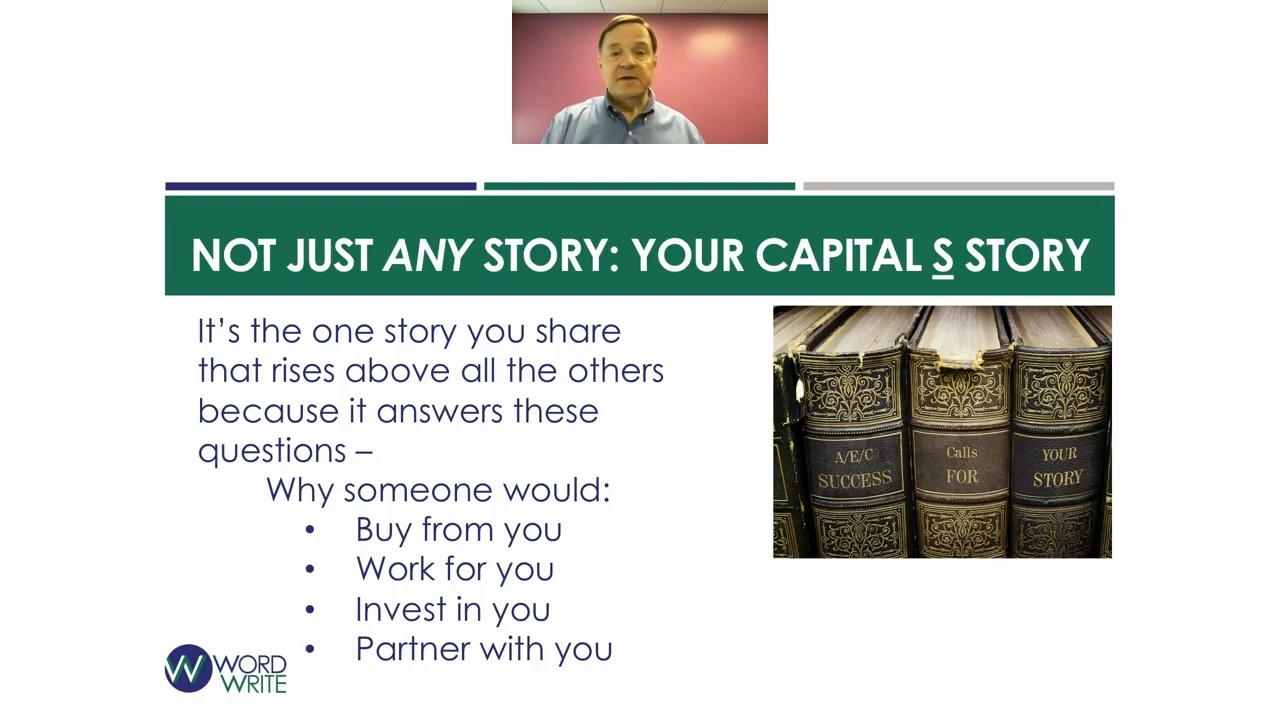 NOT JUST ANY STORY: YOUR CAPITAL S STORY
It’s the one story you share
that rises above all the others
because it answers these
questions –
Why someone would:
• Buy from you
• Work for you
• Invest in you
• Partner with you
A/E/C
SUCCESS
Calls
FOR
YOUR
STORY
W WORD
WRITE